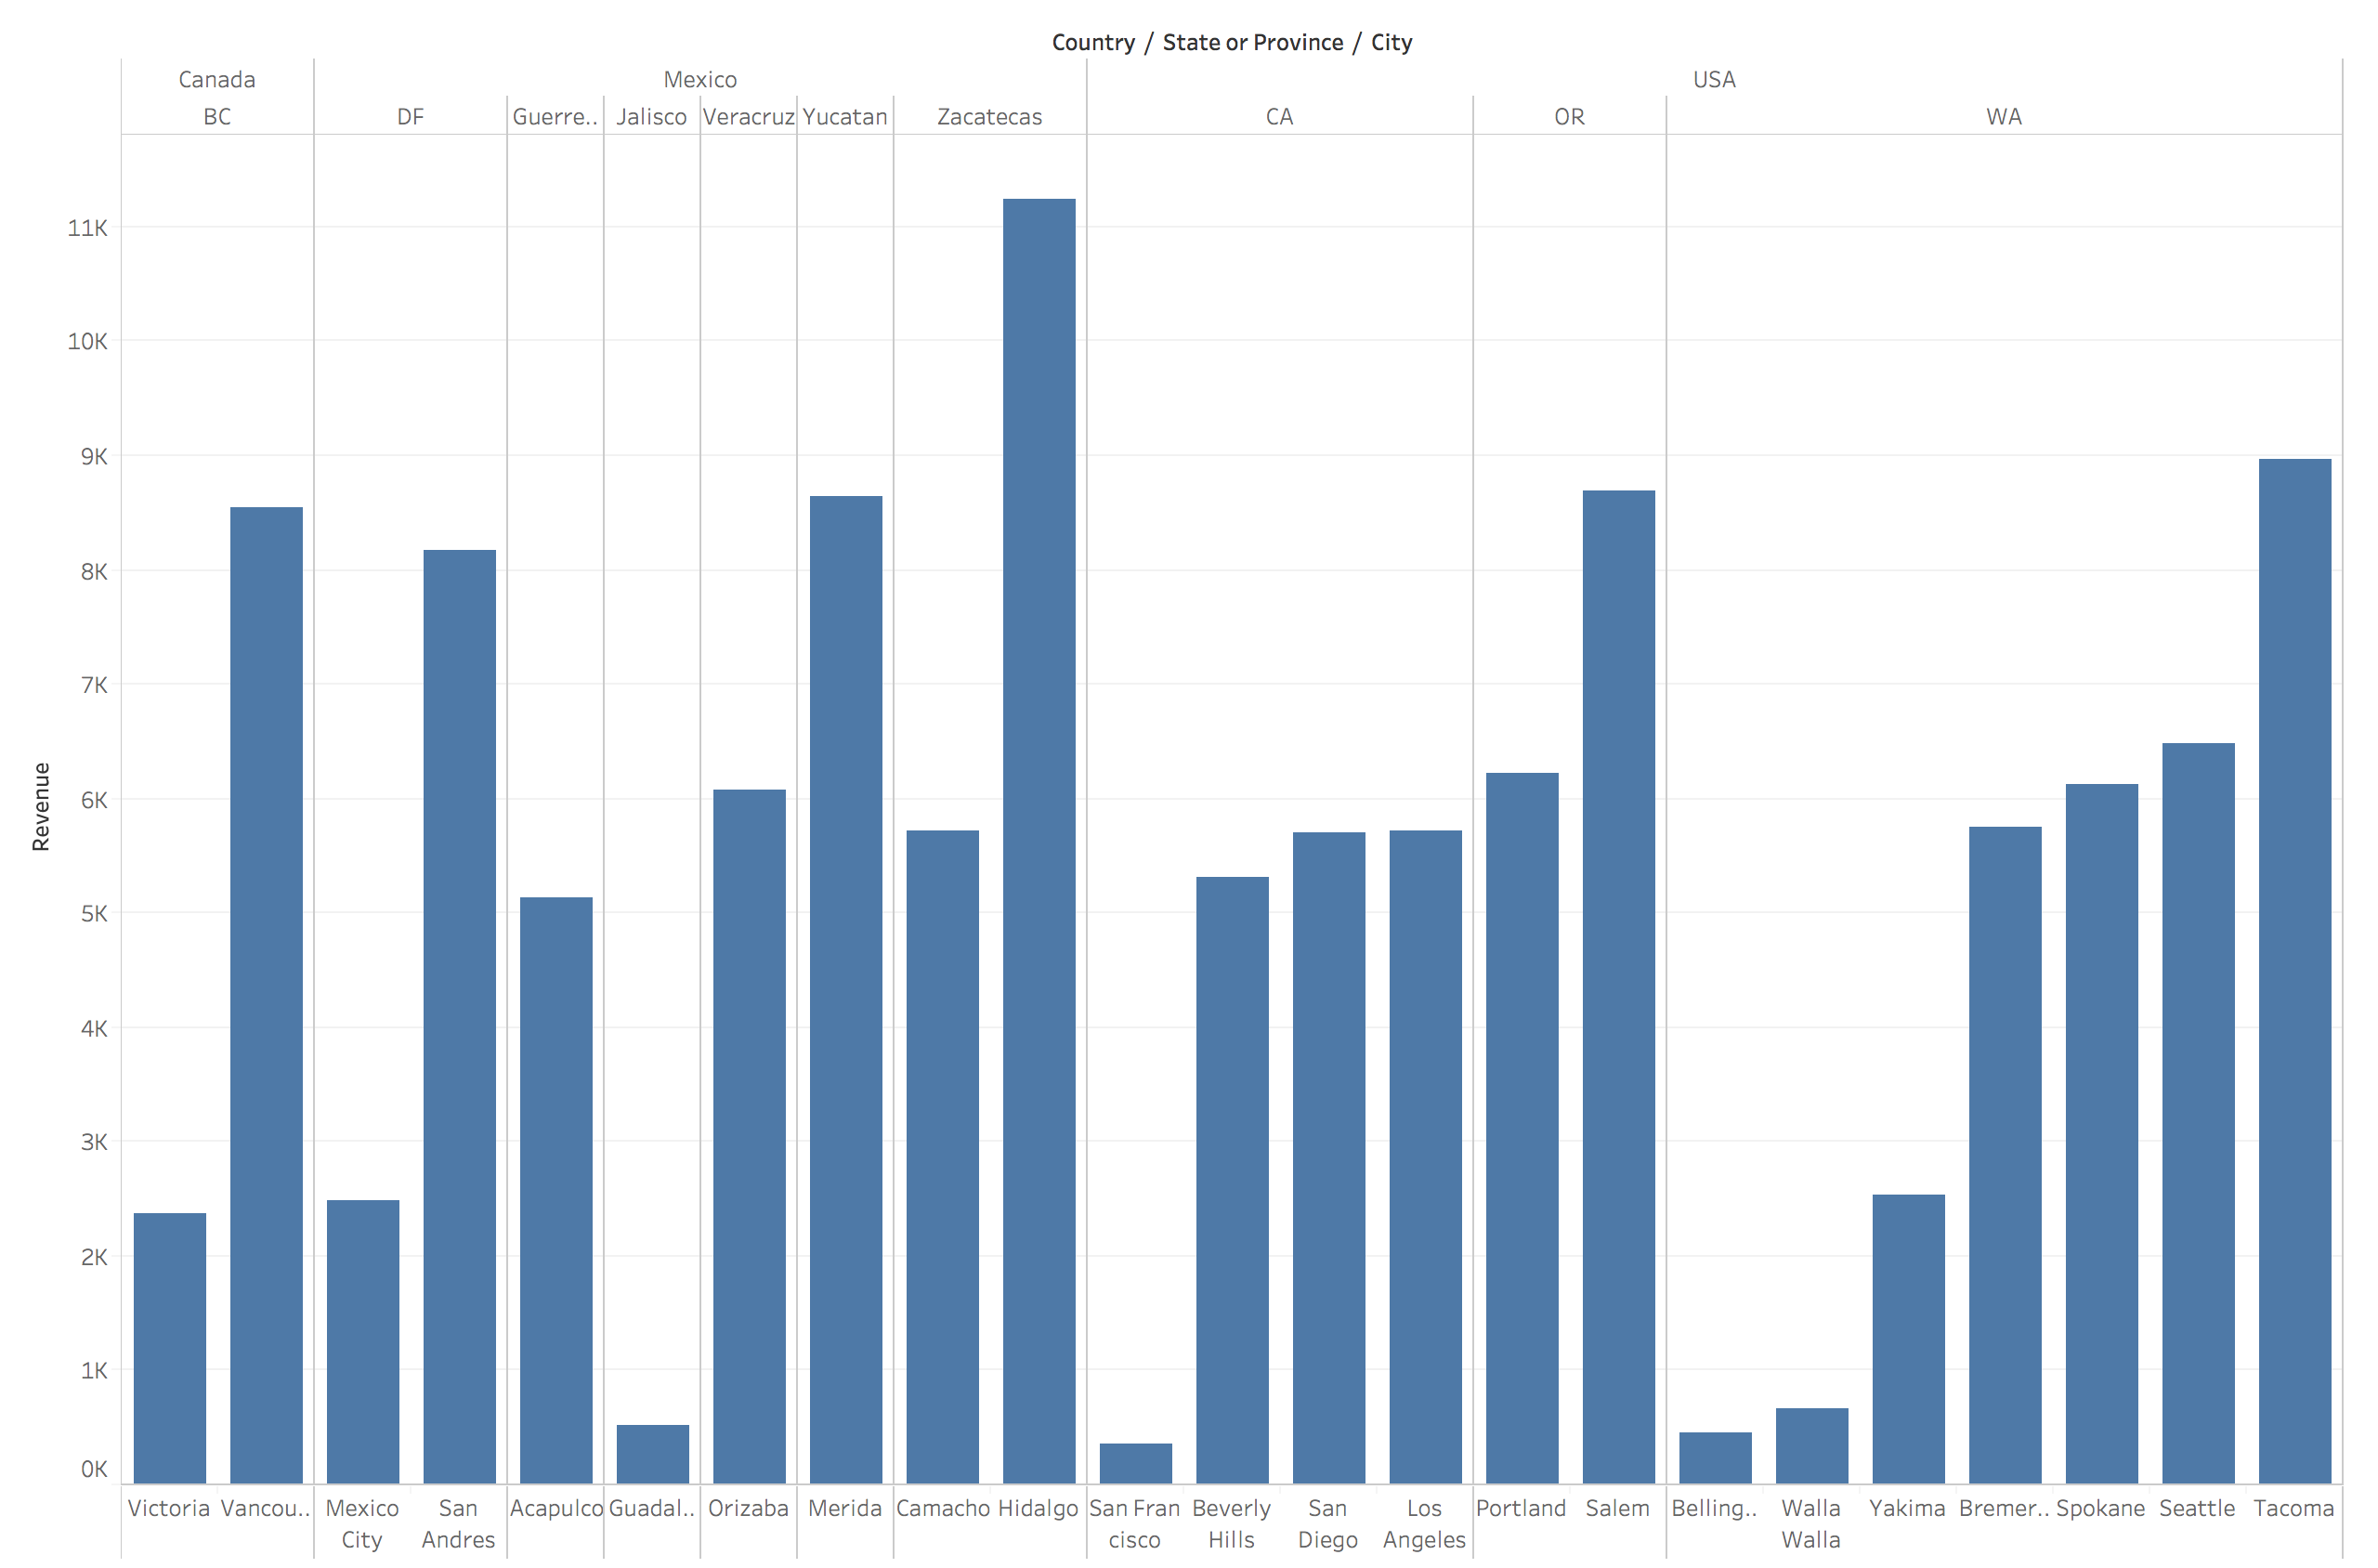 Country / State or Province / City
Canada Mexico USA
BC DF Guerre.. Jalisco Veracruz Yucatan Zacatecas CA OR WA
11K
10K
9K
8K
7K
6K
5K
4K
3K
2K
1K
0K
Revenue
Victoria Vancou.. Mexico City San Andres Acapulco Guadal.. Orizaba Merida Camacho Hidalgo San Fran cisco Beverly Hills San Diego Los Angeles Portland Salem Belling.. Walla Walla Yakima Bremer.. Spokane Seattle Tacoma